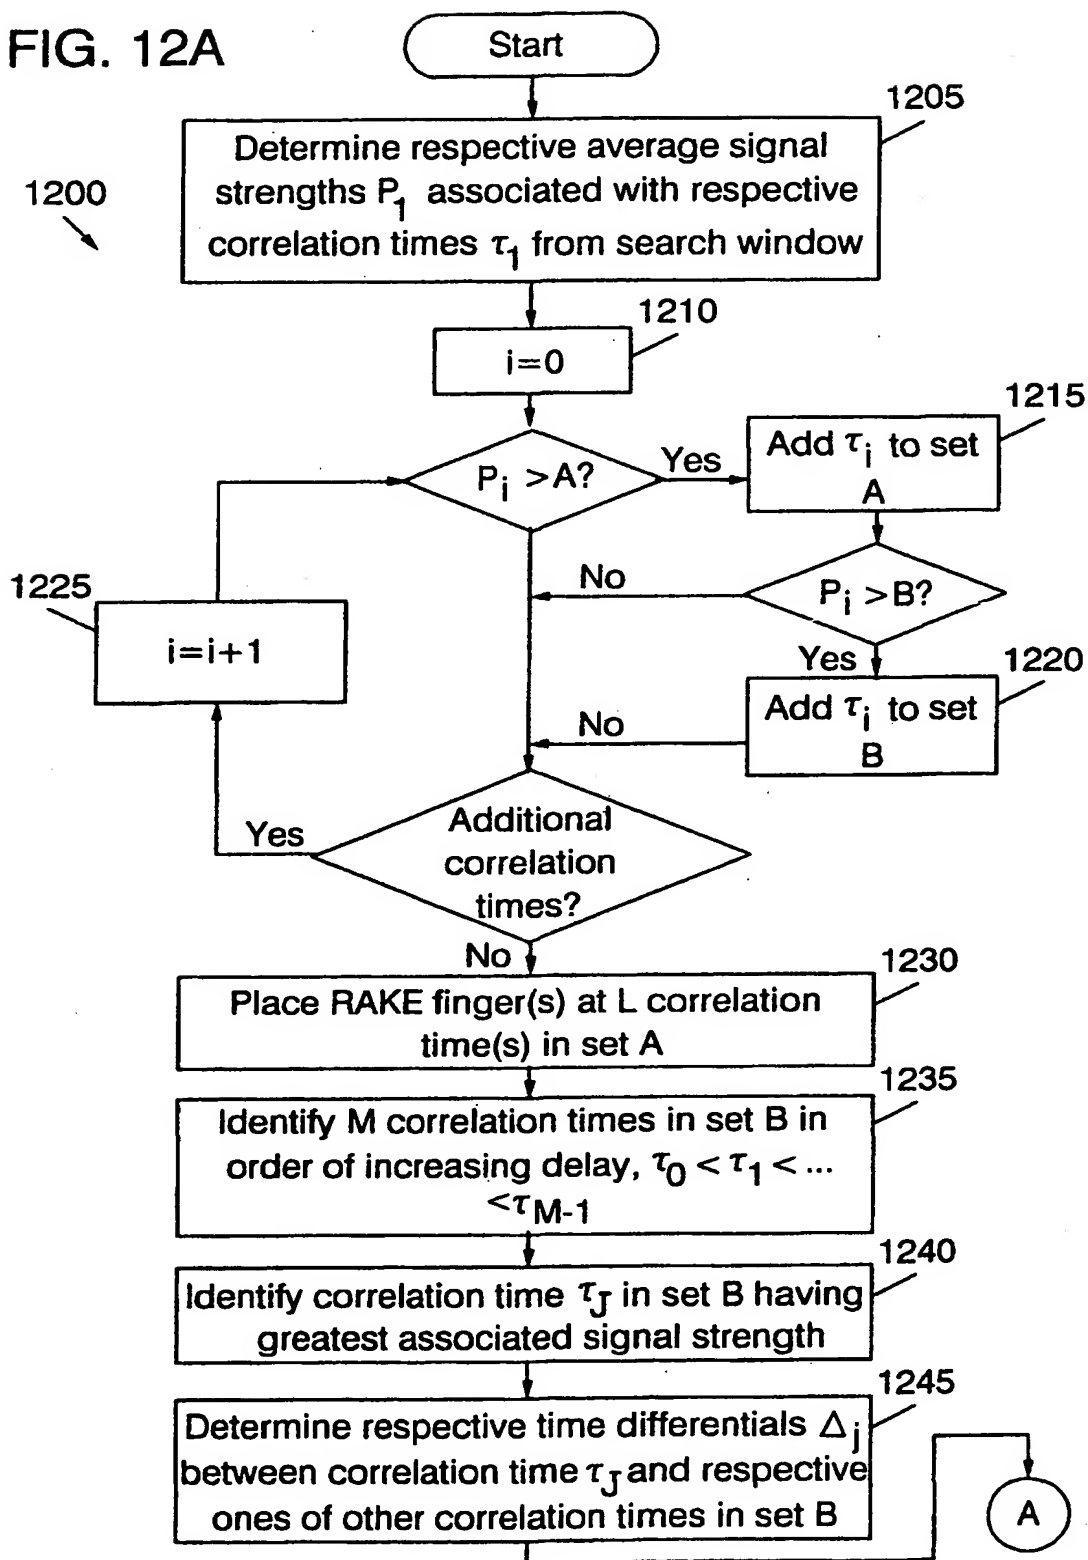 FIG. 12A
Start
1205
Determine respective average signal
strengths P1 associated with respective
correlation times τ1 from search window
1200
1210
i=0
1215
Pi >A?
Yes
Add τi to set
A
No
Pi >B?
1225
i=i+1
Yes
1220
Add τi to set
B
No
Additional
correlation
times?
Yes
No
1230
Place RAKE finger(s) at L correlation
time(s) in set A
1235
Identify M correlation times in set B in
order of increasing delay, τ0 < τ1 < ...
<τM-1
1240
Identify correlation time τJ in set B having
greatest associated signal strength
1245
Determine respective time differentials Δj
between correlation time τJ and respective
ones of other correlation times in set B
A